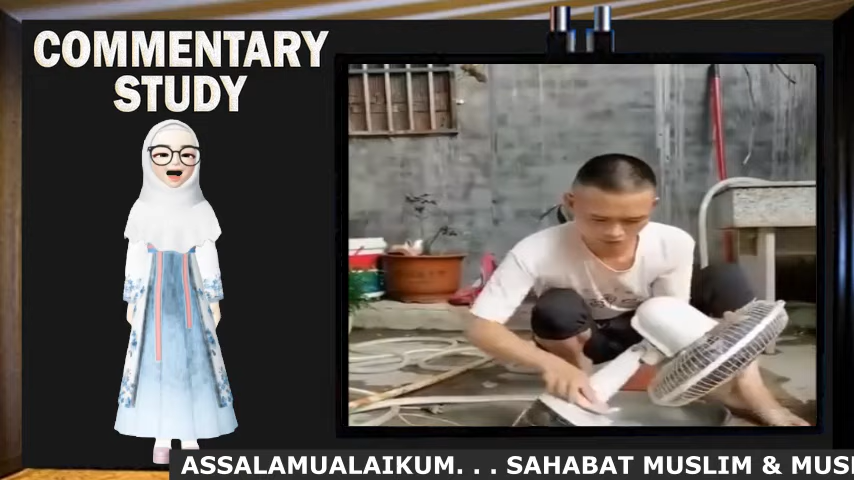 COMMENTARY
STUDY
ASSALAMUALAIKUM. . . SAHABAT MUSLIM & MUS